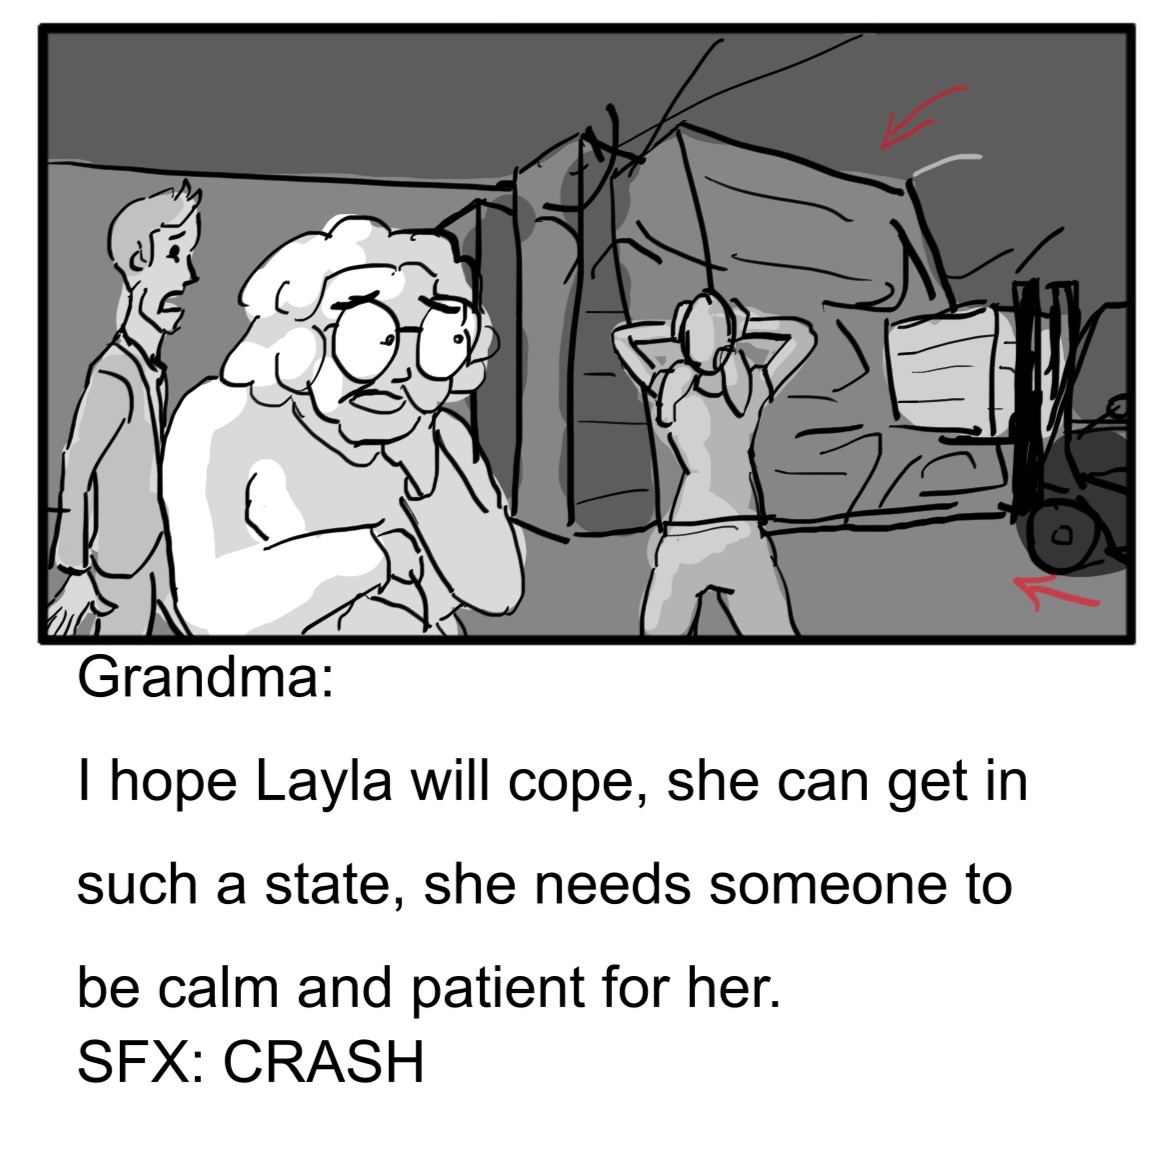 Grandma:
I hope Layla will cope, she can get in
such a state, she needs someone to
be calm and patient for her.
SFX: CRASH